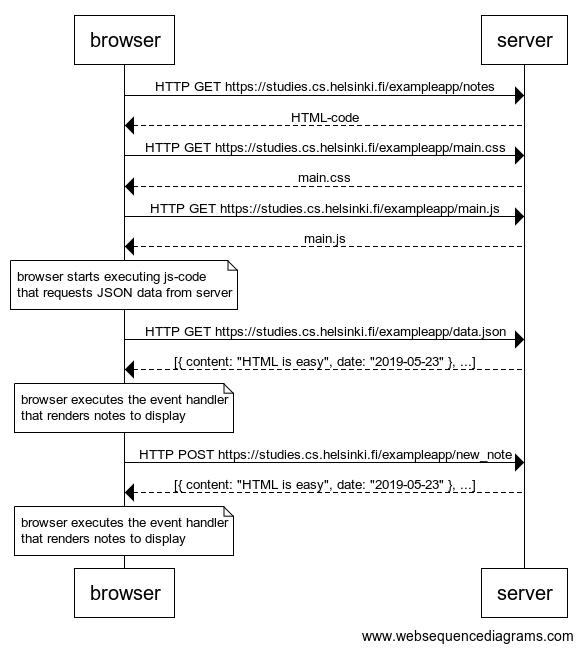 browser
server
HTTP GET https://studies.cs.helsinki.fi/exampleapp/notes
HTML-code
HTTP GET https://studies.cs.helsinki.fi/exampleapp/main.css
main.css
HTTP GET https://studies.cs.helsinki.fi/exampleapp/main.js
main.js
browser starts executing js-code
that requests JSON data from server
HTTP GET https://studies.cs.helsinki.fi/exampleapp/data.json
[{ content: "HTML is easy", date: "2019-05-23" }, ...]
browser executes the event handler
that renders notes to display
HTTP POST https://studies.cs.helsinki.fi/exampleapp/new_note
[{ content: "HTML is easy", date: "2019-05-23" }, ...]
browser executes the event handler
that renders notes to display
browser
server
www.websequencediagrams.com